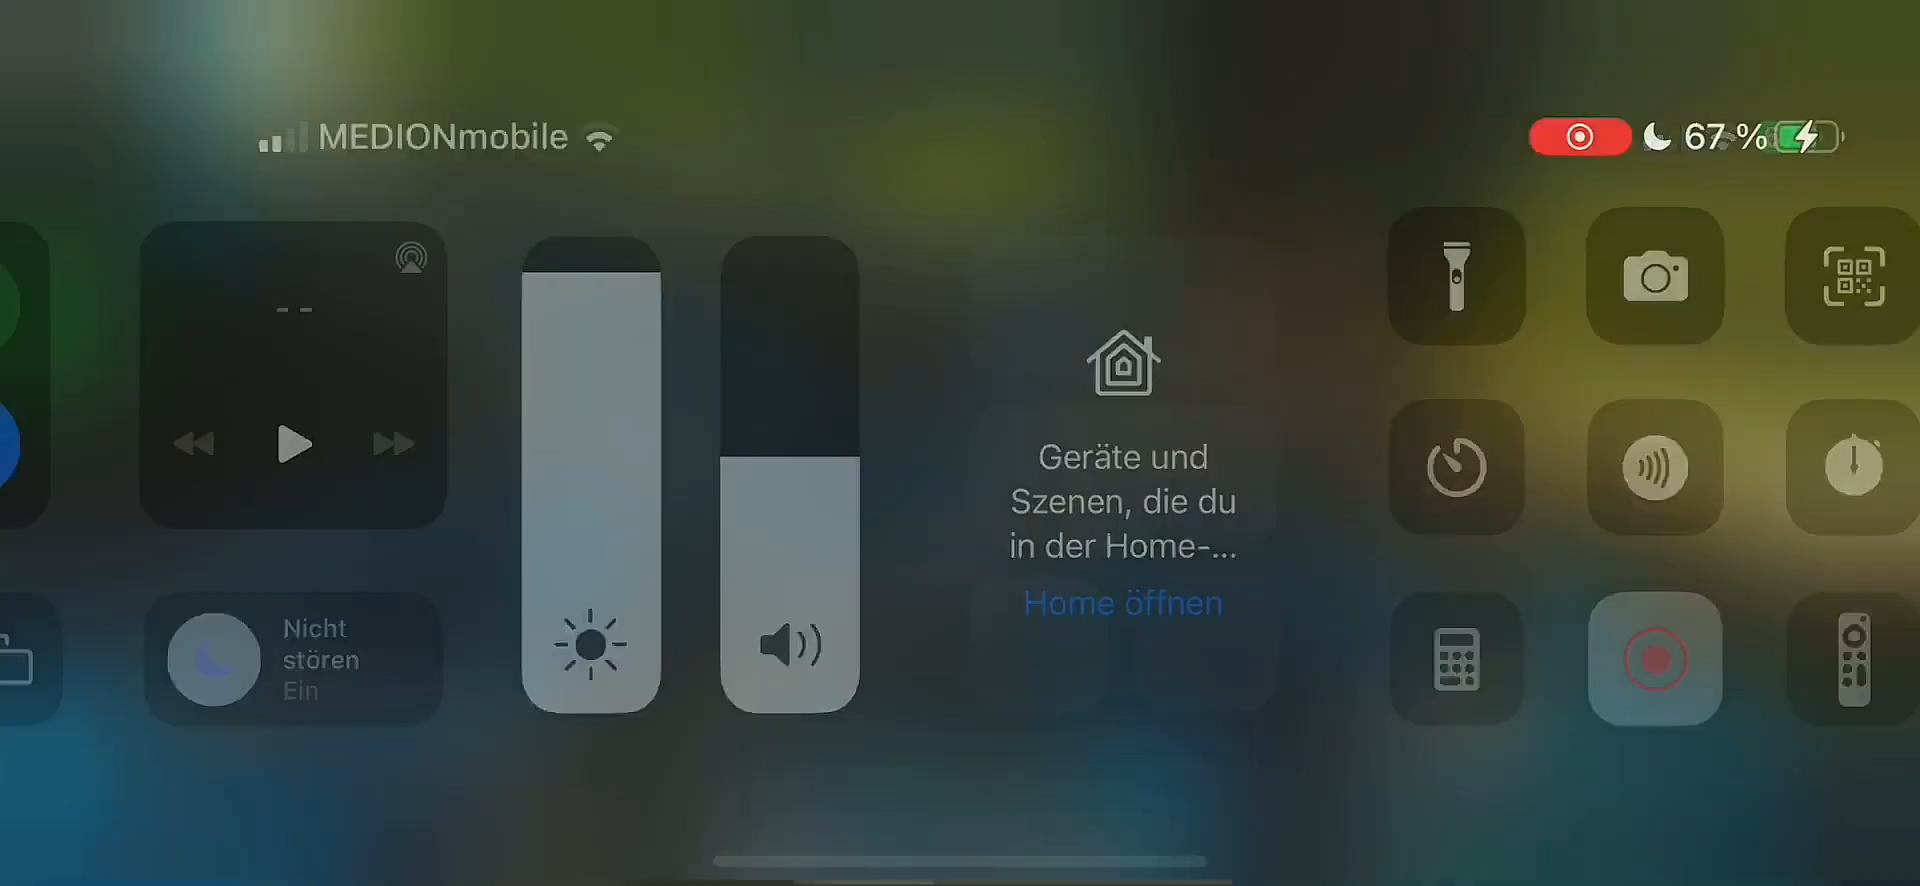 MEDIONmobile
67 %
Geräte und
Szenen, die du
in der Home-...
Home öffnen
Nicht
stören
Ein